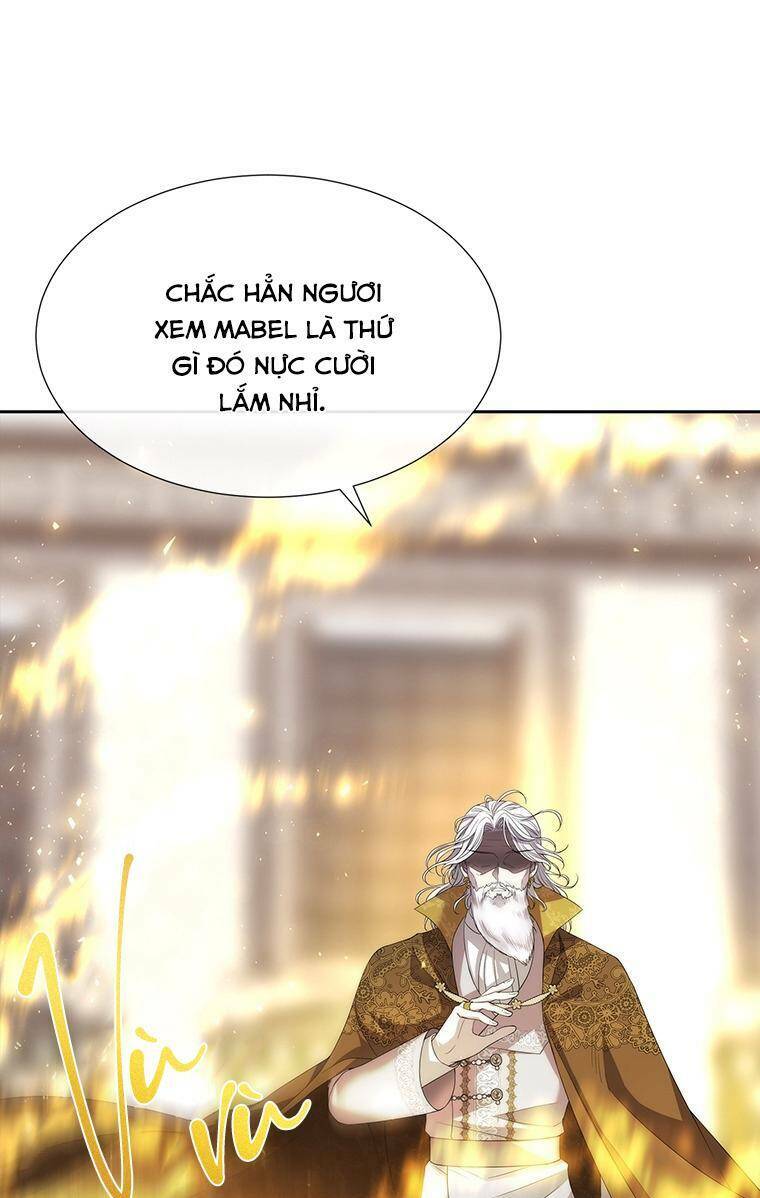 CHẮC HẲN NGƯƠI
XEM MABEL LÀ THỨ
GÌ ĐÓ NỰC CƯỜI
LẮM NHỈ.
Vù
vù